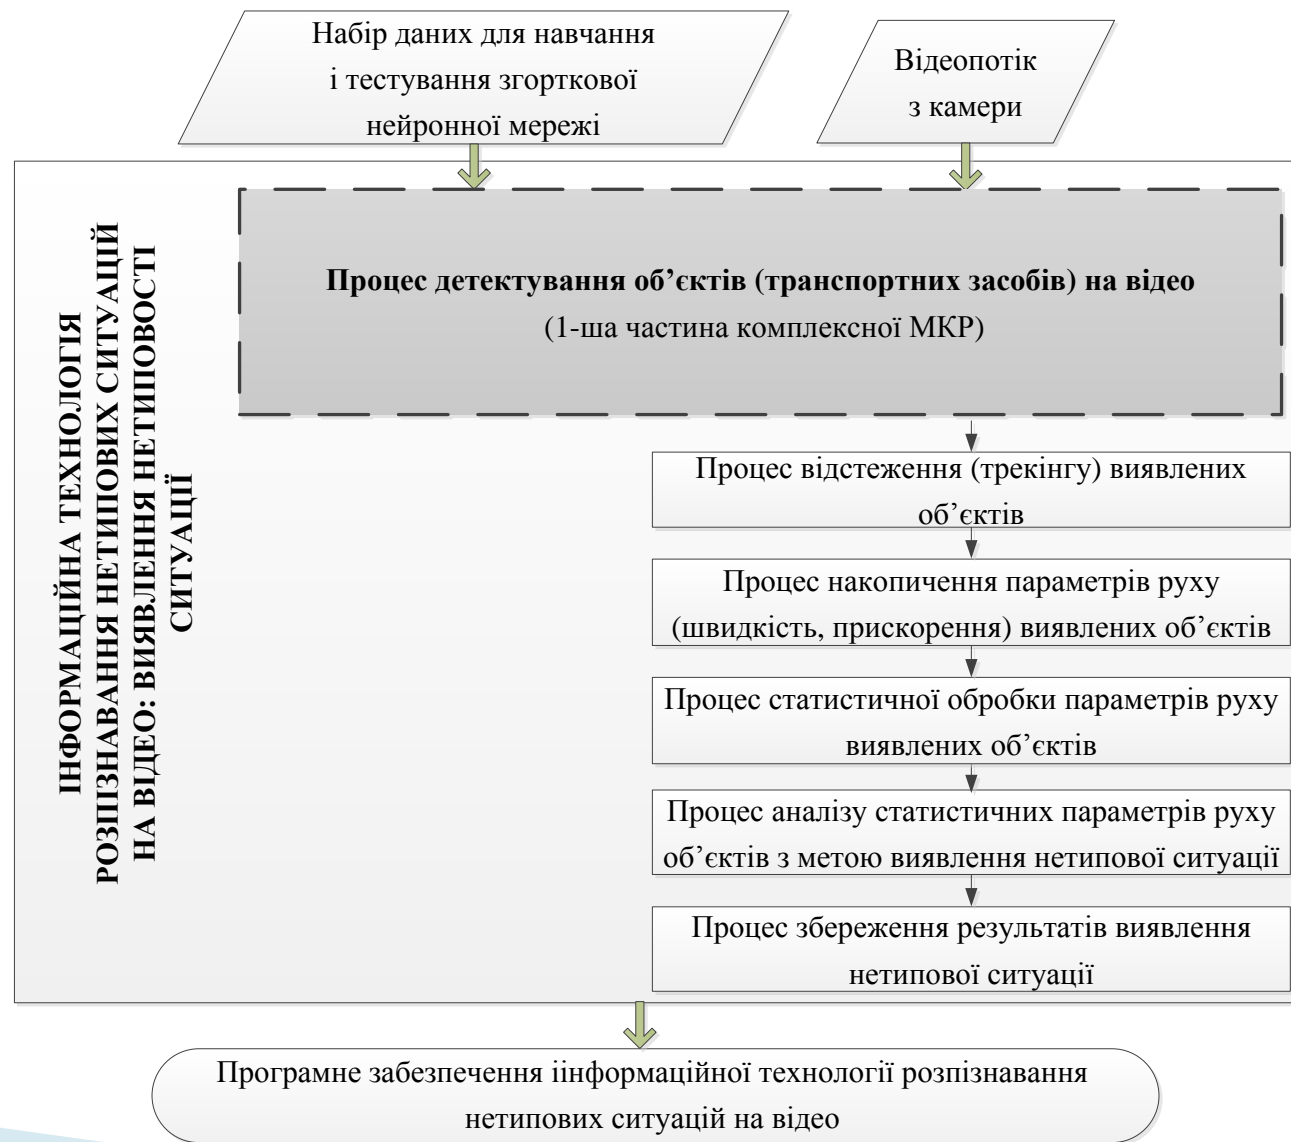 Набір даних для навчання
і тестування згорткової
нейронної мережі
Відеопотік
з камери
ІНФОРМАЦІЙНА ТЕХНОЛОГІЯ
РОЗПІЗНАВАННЯ НЕТИПОВИХ СИТУАЦІЙ
НА ВІДЕО: ВИЯВЛЕННЯ НЕТИПОВОСТІ
СИТУАЦІЇ
Процес детектування об’єктів (транспортних засобів) на відео
(1-ша частина комплексної МКР)
Процес відстеження (трекінгу) виявлених
об’єктів
Процес накопичення параметрів руху
(швидкість, прискорення) виявлених об’єктів
Процес статистичної обробки параметрів руху
виявлених об’єктів
Процес аналізу статистичних параметрів руху
об’єктів з метою виявлення нетипової ситуації
Процес збереження результатів виявлення
нетипової ситуації
Програмне забезпечення іінформаційної технології розпізнавання
нетипових ситуацій на відео